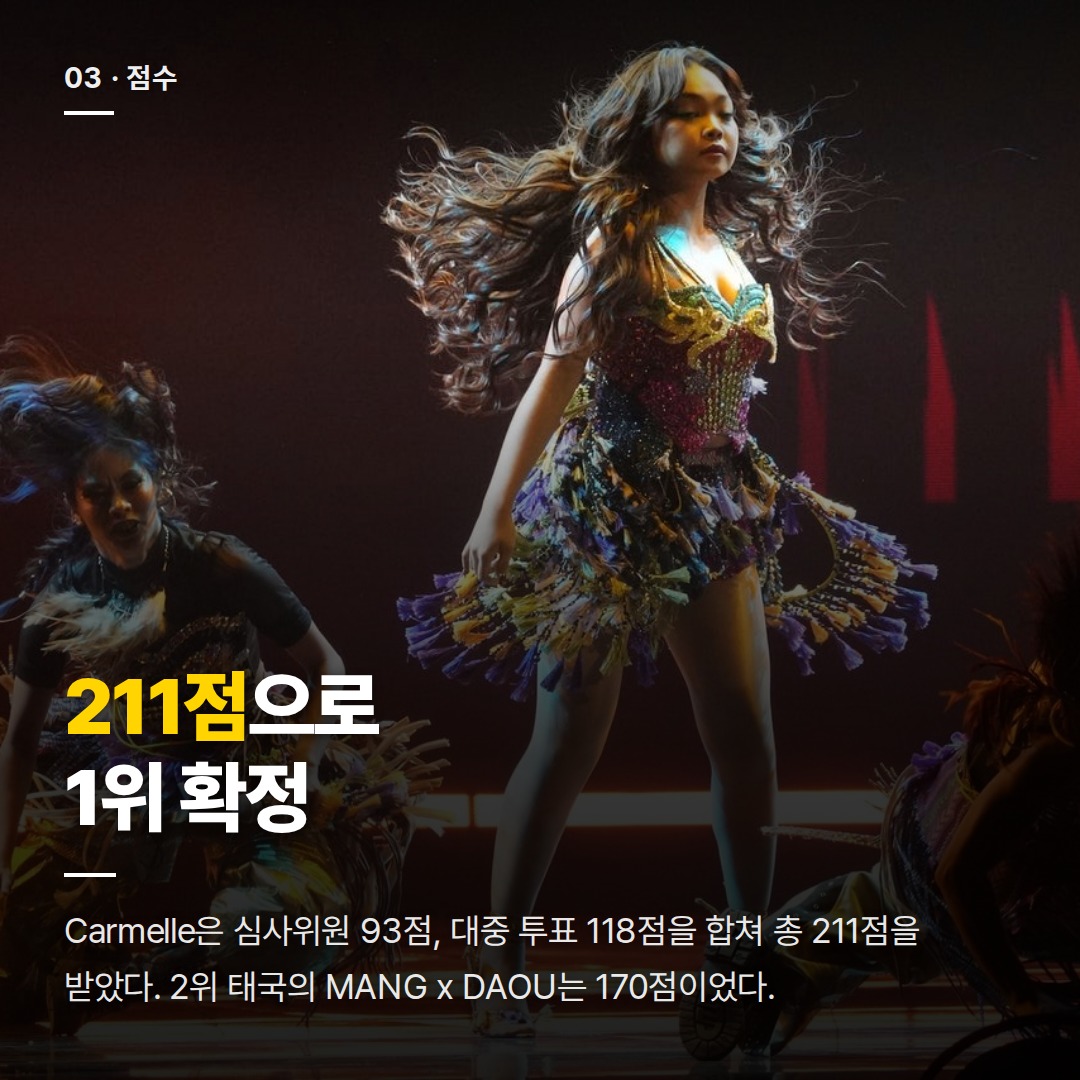 03 · 점수
211점으로
1위 확정
Carmelle은 심사위원 93점, 대중 투표 118점을 합쳐 총 211점을
받았다. 2위 태국의 MANG x DAOU는 170점이었다.